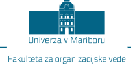 Univerza v Mariboru
Fakulteta za organizacijske vede